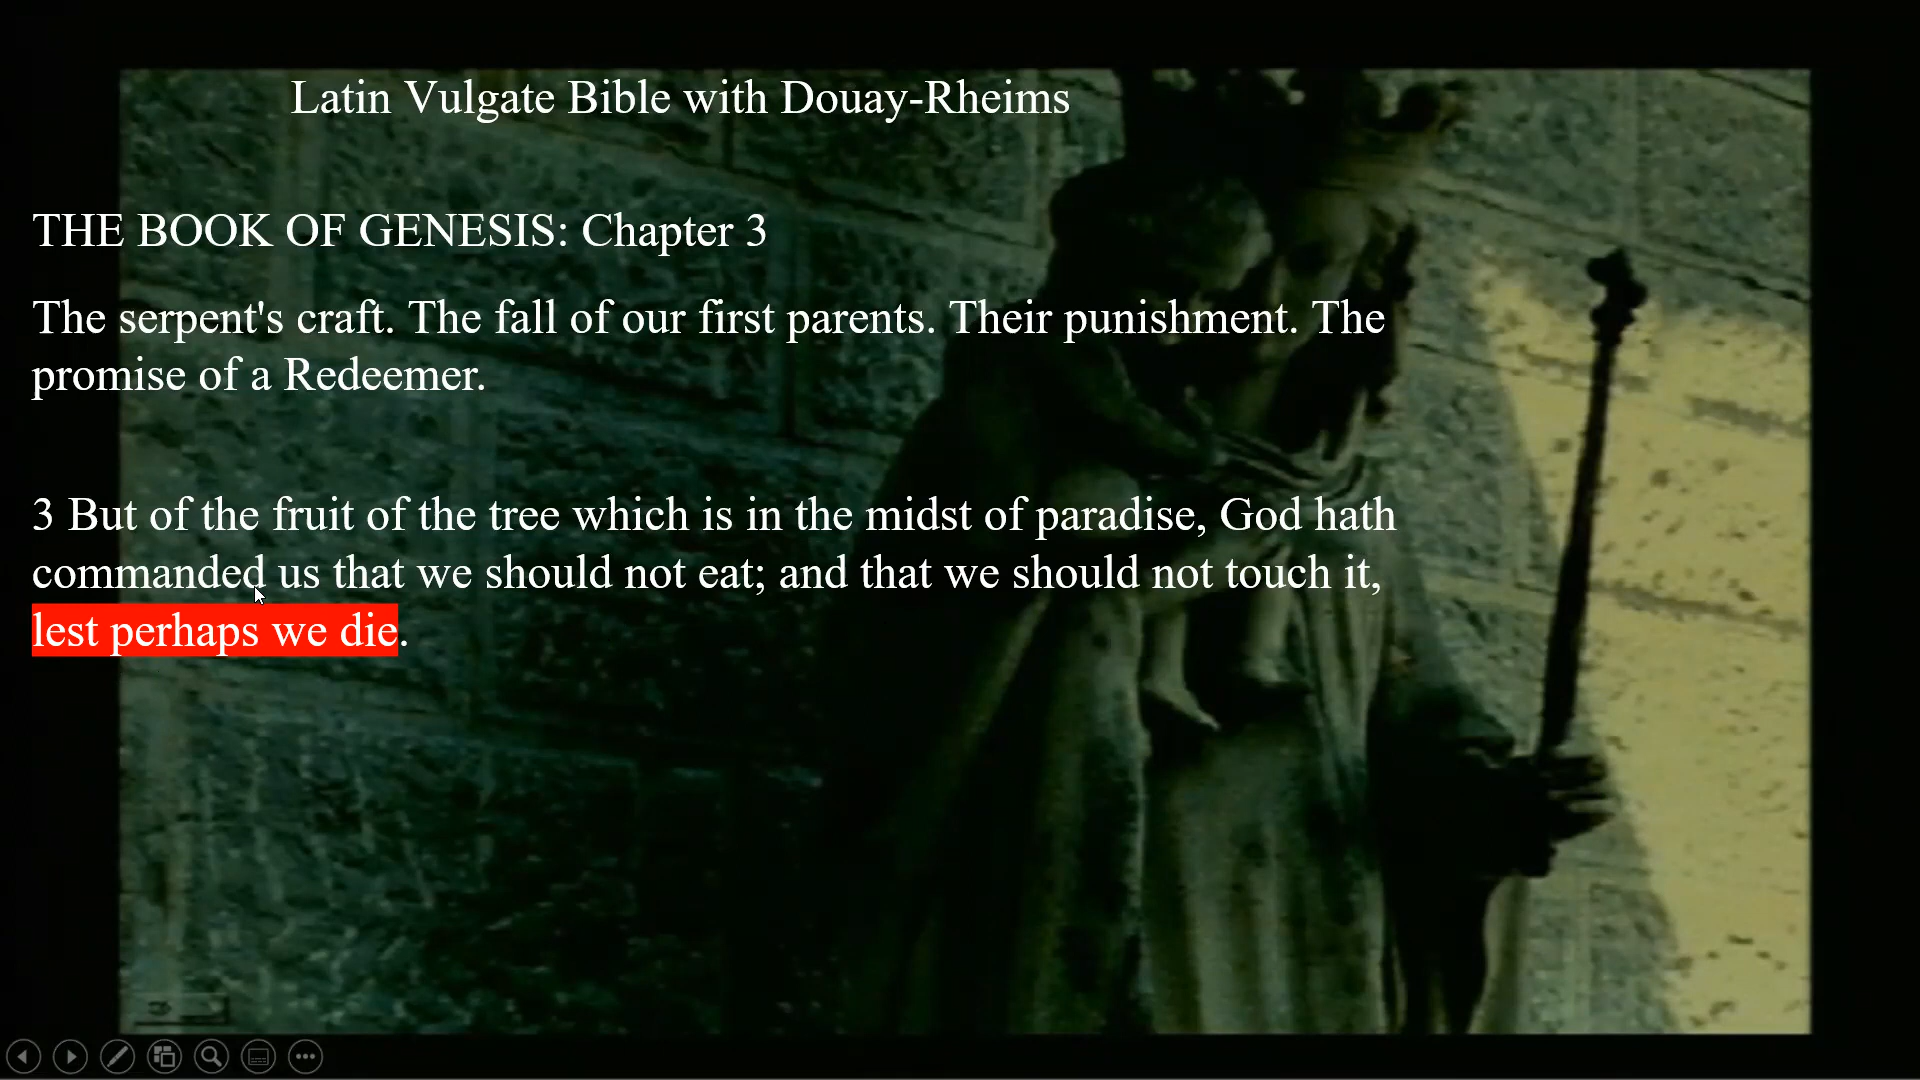 Latin Vulgate Bible with Douay-Rheims
THE BOOK OF GENESIS: Chapter 3
The serpent's craft. The fall of our first parents. Their punishment. The
promise of a Redeemer.
3 But of the fruit of the tree which is in the midst of paradise, God hath
commanded us that we should not eat; and that we should not touch it,
lest perhaps we die.